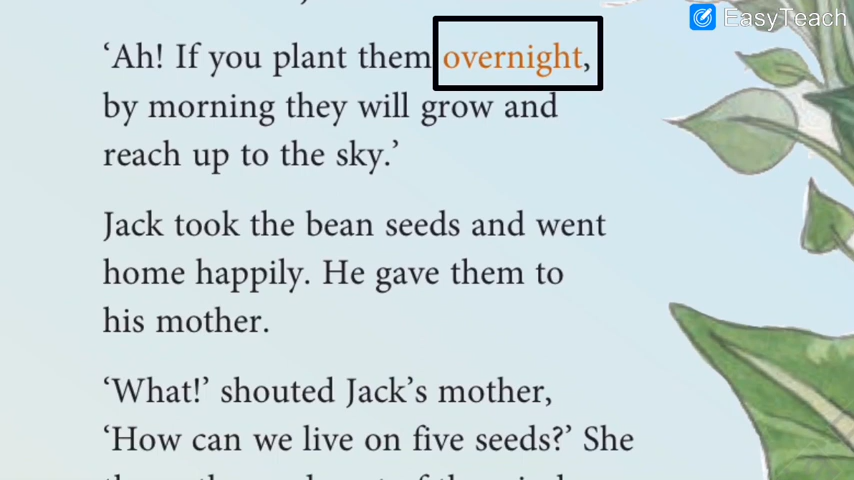 EasyTeach
‘Ah! If you plant them overnight,
by morning they will grow and
reach up to the sky.’
Jack took the bean seeds and went
home happily. He gave them to
his mother.
‘What!’ shouted Jack’s mother,
‘How can we live on five seeds?’ She